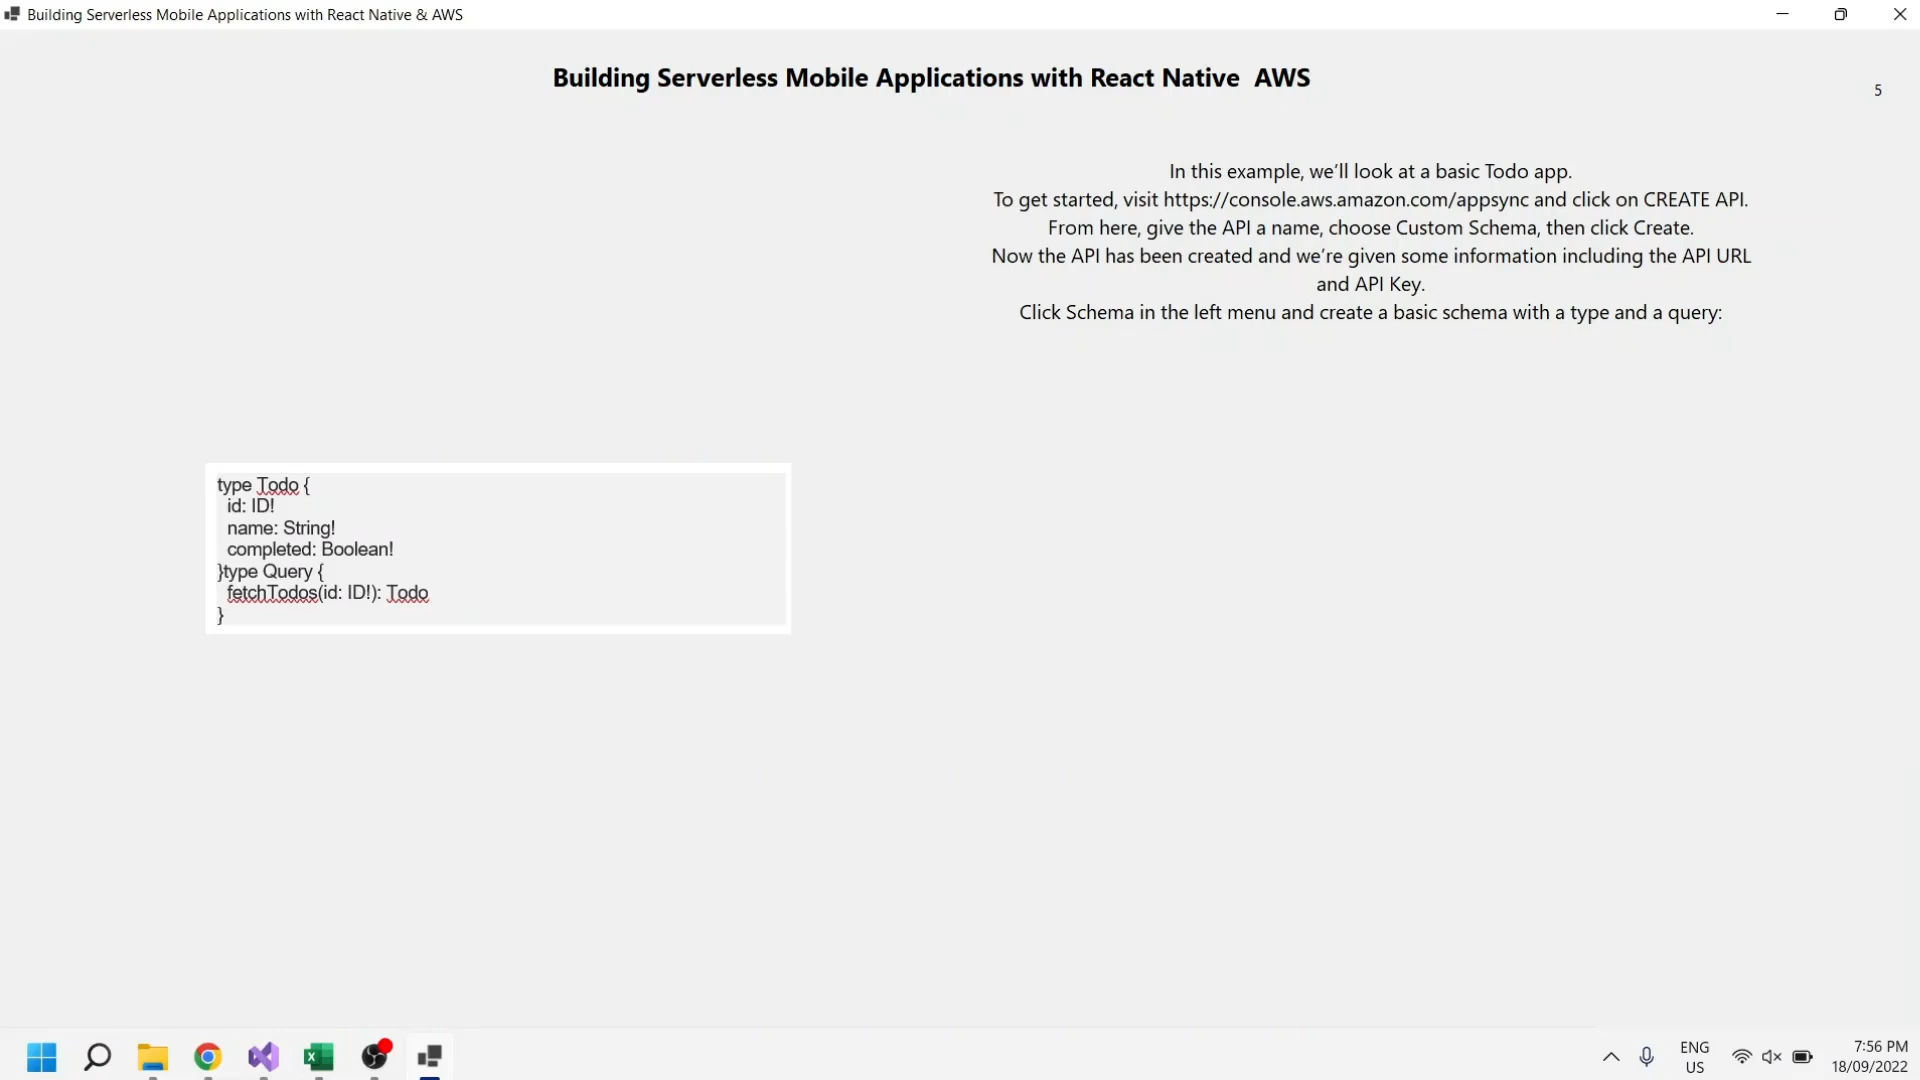 Building Serverless Mobile Applications with React Native & AWS
Building Serverless Mobile Applications with React Native  AWS
5
In this example, we’ll look at a basic Todo app.
To get started, visit https://console.aws.amazon.com/appsync and click on CREATE API.
From here, give the API a name, choose Custom Schema, then click Create.
Now the API has been created and we’re given some information including the API URL
and API Key.
Click Schema in the left menu and create a basic schema with a type and a query:
type Todo {
  id: ID!
  name: String!
  completed: Boolean!
}type Query {
  fetchTodos(id: ID!): Todo
}
ENG
US
7:56 PM
18/09/2022